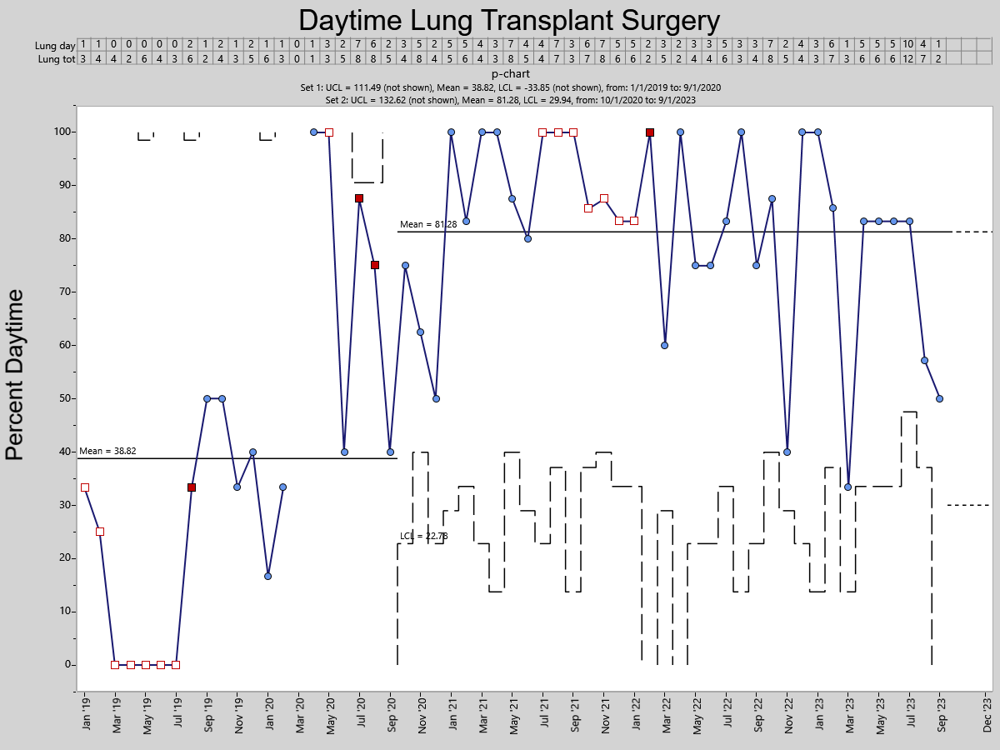 Daytime Lung Transplant Surgery
Lung day 1 1 0 0 0 0 0 2 1 2 1 2 1 1 0 1 3 2 7 6 2 3 5 2 5 5 4 3 7 4 4 7 3 6 7 5 5 2 3 3 3 3 5 3 3 7 2 4 3 6 1 5 5 5 10 4 1
Lung tot 3 4 4 2 6 4 3 6 2 4 3 5 6 3 0 1 3 5 8 8 5 4 8 4 5 6 4 3 8 5 4 7 3 7 8 6 6 2 5 3 4 4 6 3 4 8 5 4 3 7 3 6 6 6 12 7 2
p-chart
Set 1: UCL = 111.49 (not shown), Mean = 38.82, LCL = -33.85 (not shown), from: 1/1/2019 to: 9/1/2020
Set 2: UCL = 132.62 (not shown), Mean = 81.28, LCL = 29.94, from: 10/1/2020 to: 9/1/2023
Percent Daytime
100
90
80
70
60
50
40
30
20
10
0
Mean = 81.28
Mean = 38.82
LCL = 22.78
Jan '19
Mar '19
May '19
Jul '19
Sep '19
Nov '19
Jan '20
Mar '20
May '20
Jul '20
Sep '20
Nov '20
Jan '21
Mar '21
May '21
Jul '21
Sep '21
Nov '21
Jan '22
Mar '22
May '22
Jul '22
Sep '22
Nov '22
Jan '23
Mar '23
May '23
Jul '23
Sep '23
Dec '23